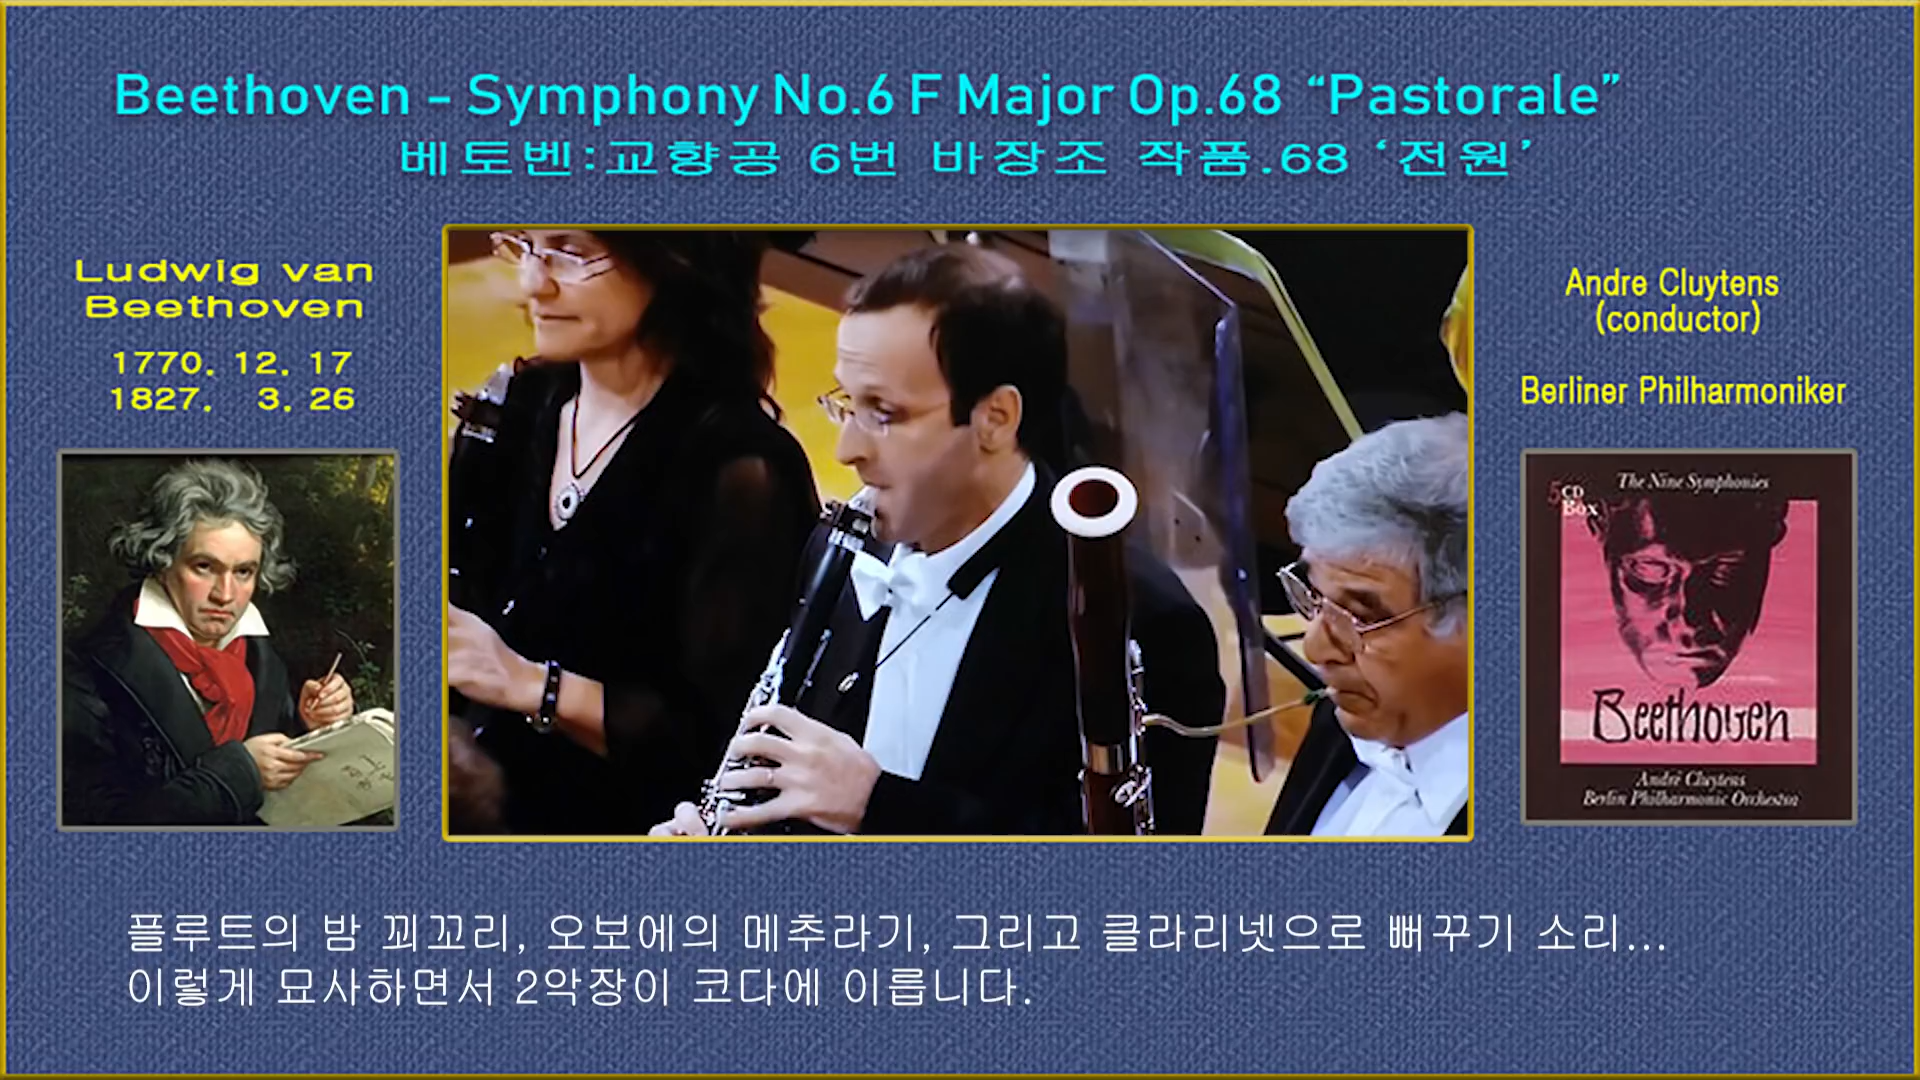 Beethoven - Symphony No.6 F Major Op.68 “Pastorale”
베토벤:교향공 6번 바장조 작품.68 ‘전원’
Ludwig van
Beethoven
1770. 12. 17
1827. 3. 26
Andre Cluytens
(conductor)
Berliner Philharmoniker
The Nine Symphonies
5 CD
Box
Beethoven
André Cluytens
Berlin Philharmonic Orchestra
플루트의 밤 꾀꼬리, 오보에의 메추라기, 그리고 클라리넷으로 뻐꾸기 소리...
이렇게 묘사하면서 2악장이 코다에 이릅니다.